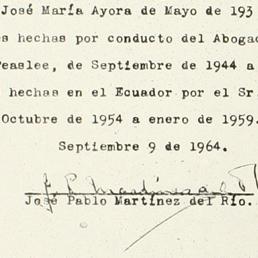 José María Ayora de Mayo de 193
s hechas por conducto del Abogad
easlee, de Septiembre de 1944 a
hechas en el Ecuador por el Sr
Octubre de 1954 a enero de 1959.
Septiembre 9 de 1964.
José Pablo Martínez del Río.